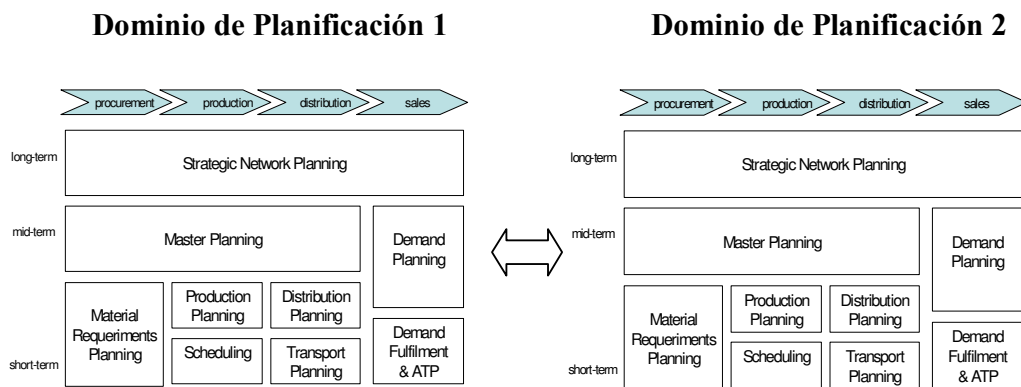 Dominio de Planificación 1
procurement
production
distribution
sales
long-term
Strategic Network Planning
mid-term
Master Planning
Demand
Planning
Material
Requeriments
Planning
Production
Planning
Distribution
Planning
short-term
Scheduling
Transport
Planning
Demand
Fulfilment
& ATP
Dominio de Planificación 2
procurement
production
distribution
sales
long-term
Strategic Network Planning
mid-term
Master Planning
Demand
Planning
Material
Requeriments
Planning
Production
Planning
Distribution
Planning
short-term
Scheduling
Transport
Planning
Demand
Fulfilment
& ATP